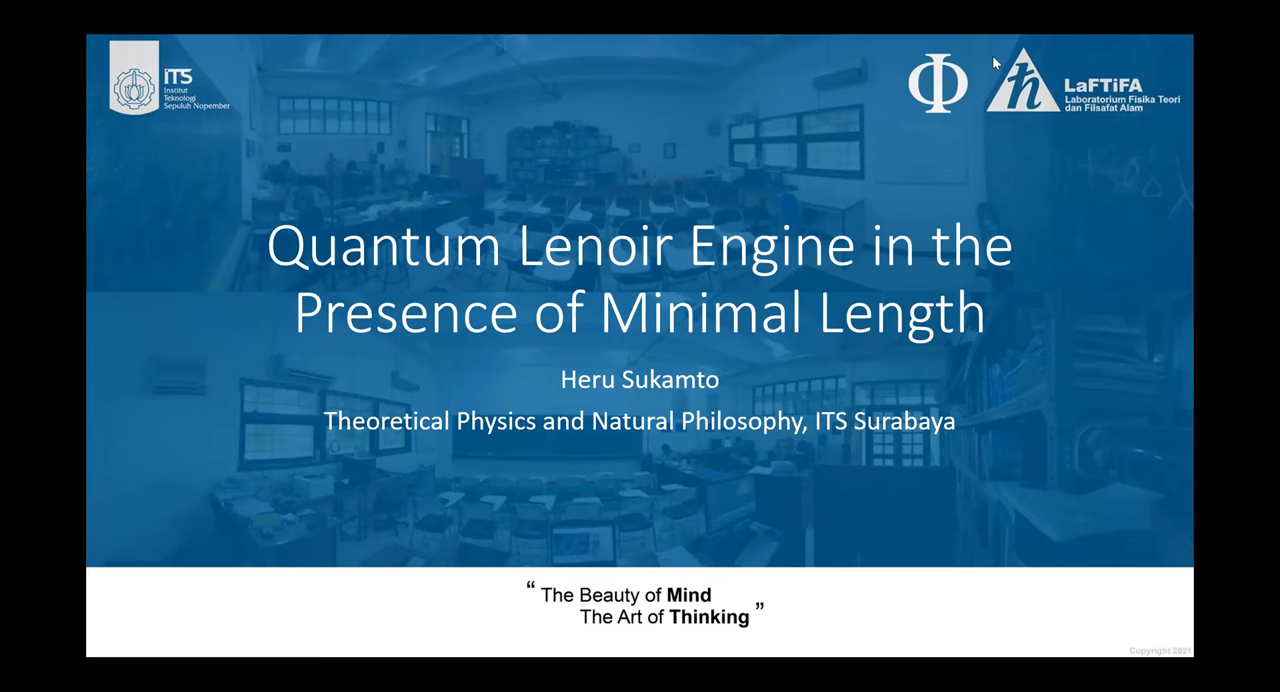 ITS
Institut
Teknologi
Sepuluh Nopember
Φ
ℏ
LaFTiFA
Laboratorium Fisika Teori
dan Filsafat Alam
Quantum Lenoir Engine in the
Presence of Minimal Length
Heru Sukamto
Theoretical Physics and Natural Philosophy, ITS Surabaya
“ The Beauty of Mind
The Art of Thinking ”
Copyright 2021